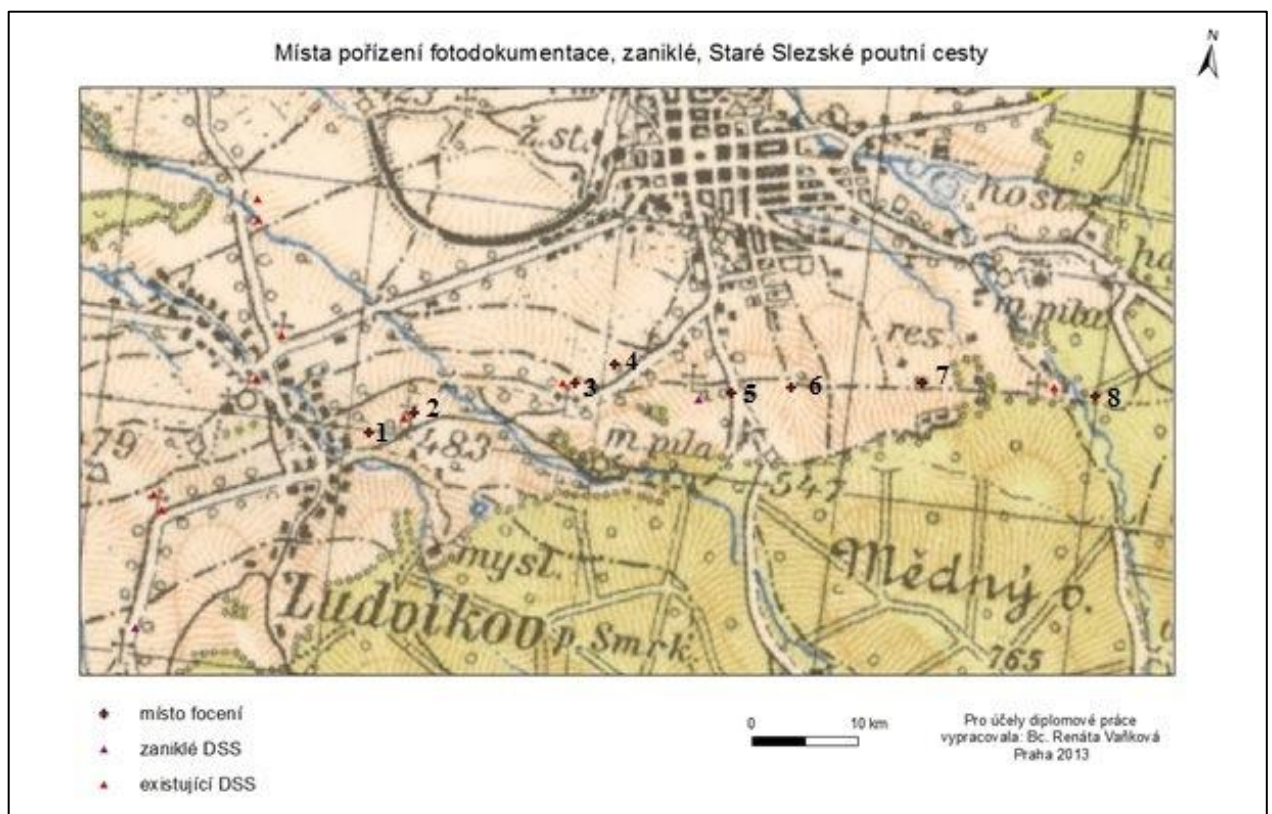 Místa pořízení fotodokumentace, zaniklé, Staré Slezské poutní cesty
N
ž.st.
host.
m.pila
res.
4
3
7
5
6
8
2
1
483
m.pila
79
547
mysl.
Mědný v.
Ludvíkov p. Smrk.
765
místo focení
zaniklé DSS
existující DSS
0 10 km
Pro účely diplomové práce
vypracovala: Bc. Renáta Vaňková
Praha 2013